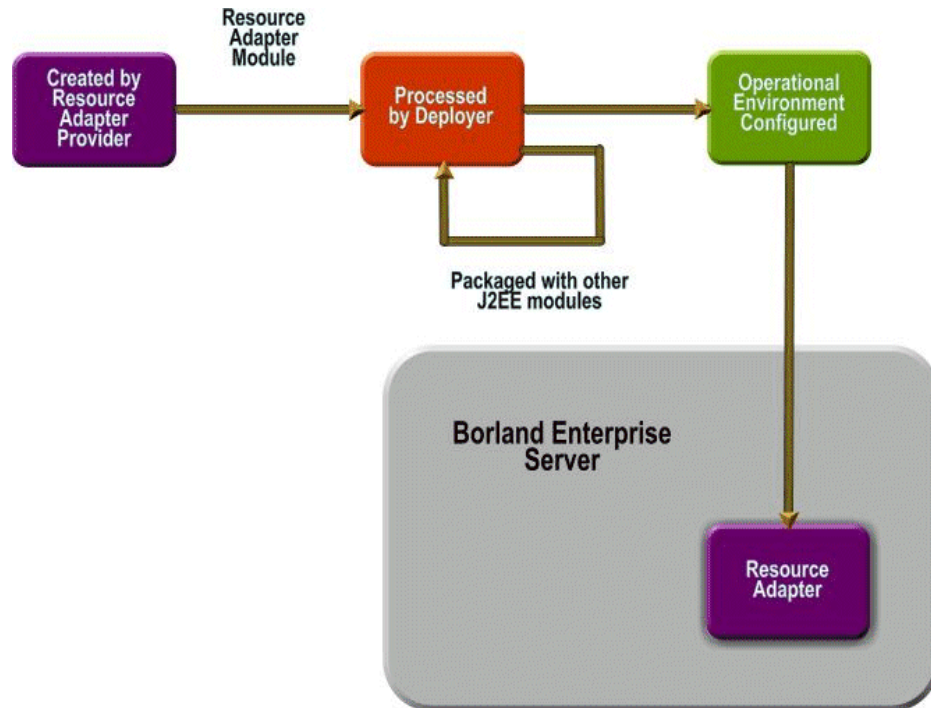 Resource
Adapter
Module
Created by
Resource
Adapter
Provider
Processed
by Deployer
Operational
Environment
Configured
Packaged with other
J2EE modules
Borland Enterprise
Server
Resource
Adapter